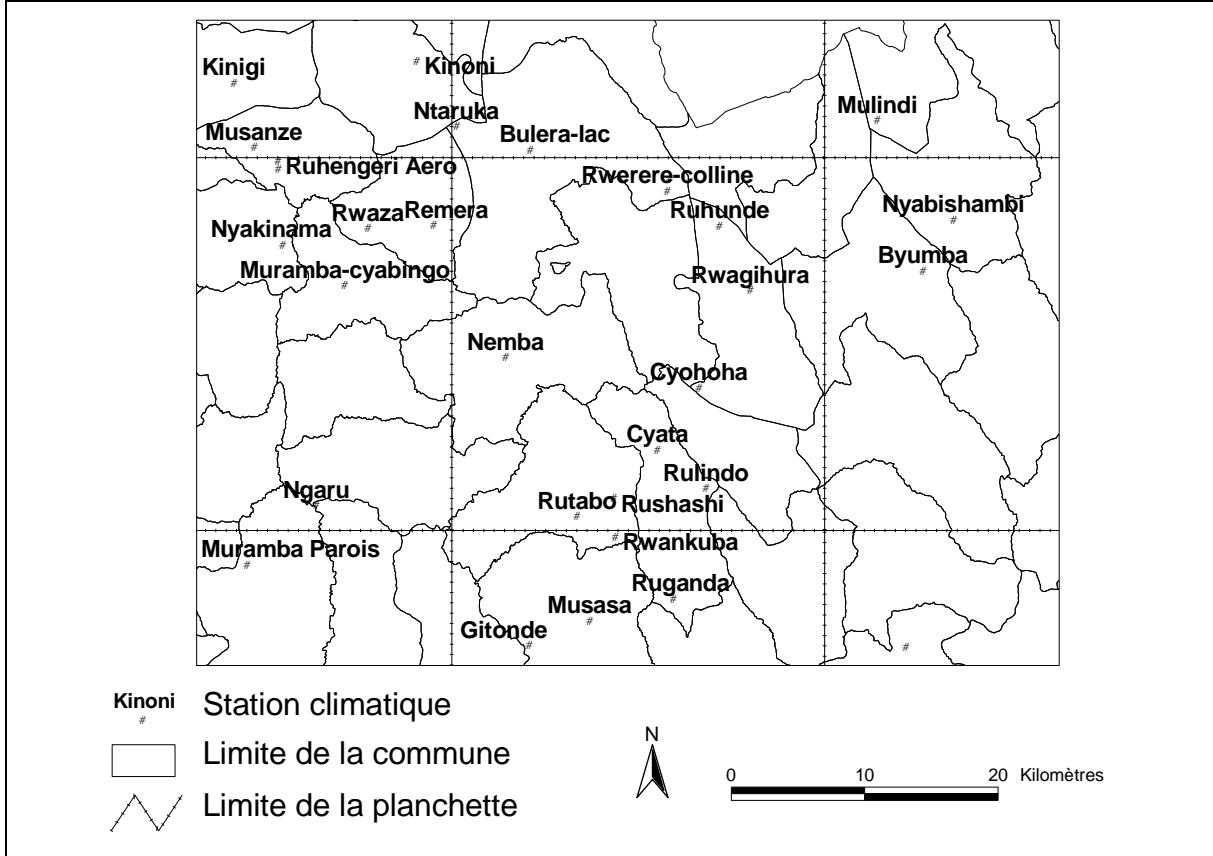 Kinigi
Kinoni
Ntaruka
Mulindi
Musanze
Bulera-lac
Ruhengeri Aero
Rwerere-colline
Nyabishambi
Rwaza
Remera
Ruhunde
Nyakinama
Byumba
Muramba-cyabingo
Rwagihura
Nemba
Cyohoha
Cyata
Rulindo
Ngaru
Rutabo
Rushashi
Muramba Parois
Rwankuba
Ruganda
Musasa
Gitonde
Kinoni
Station climatique
Limite de la commune
Limite de la planchette
N
0 10 20 Kilomètres